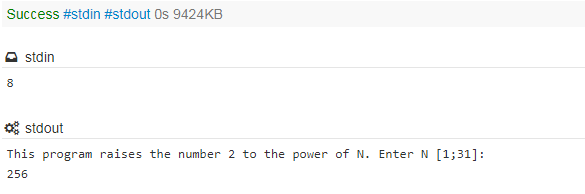 Success #stdin #stdout 0s 9424KB
stdin
8
stdout
This program raises the number 2 to the power of N. Enter N [1;31]:
256